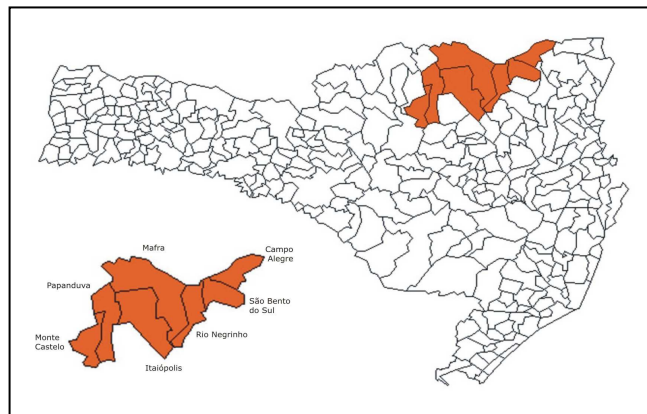 Mafra
Campo
Alegre
Papanduva
São Bento
do Sul
Monte
Castelo
Rio Negrinho
Itaiópolis